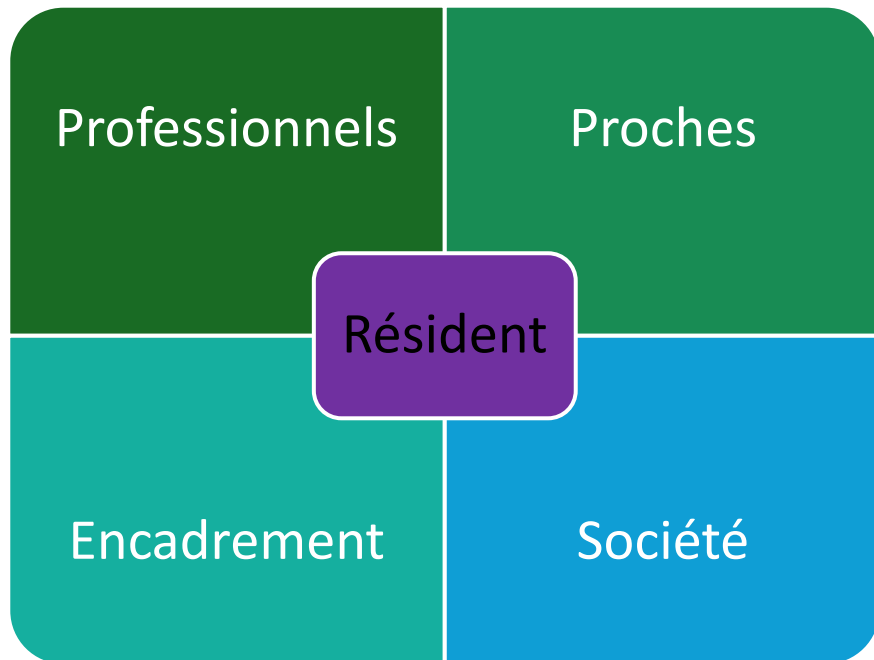 Professionnels
Proches
Résident
Encadrement
Société